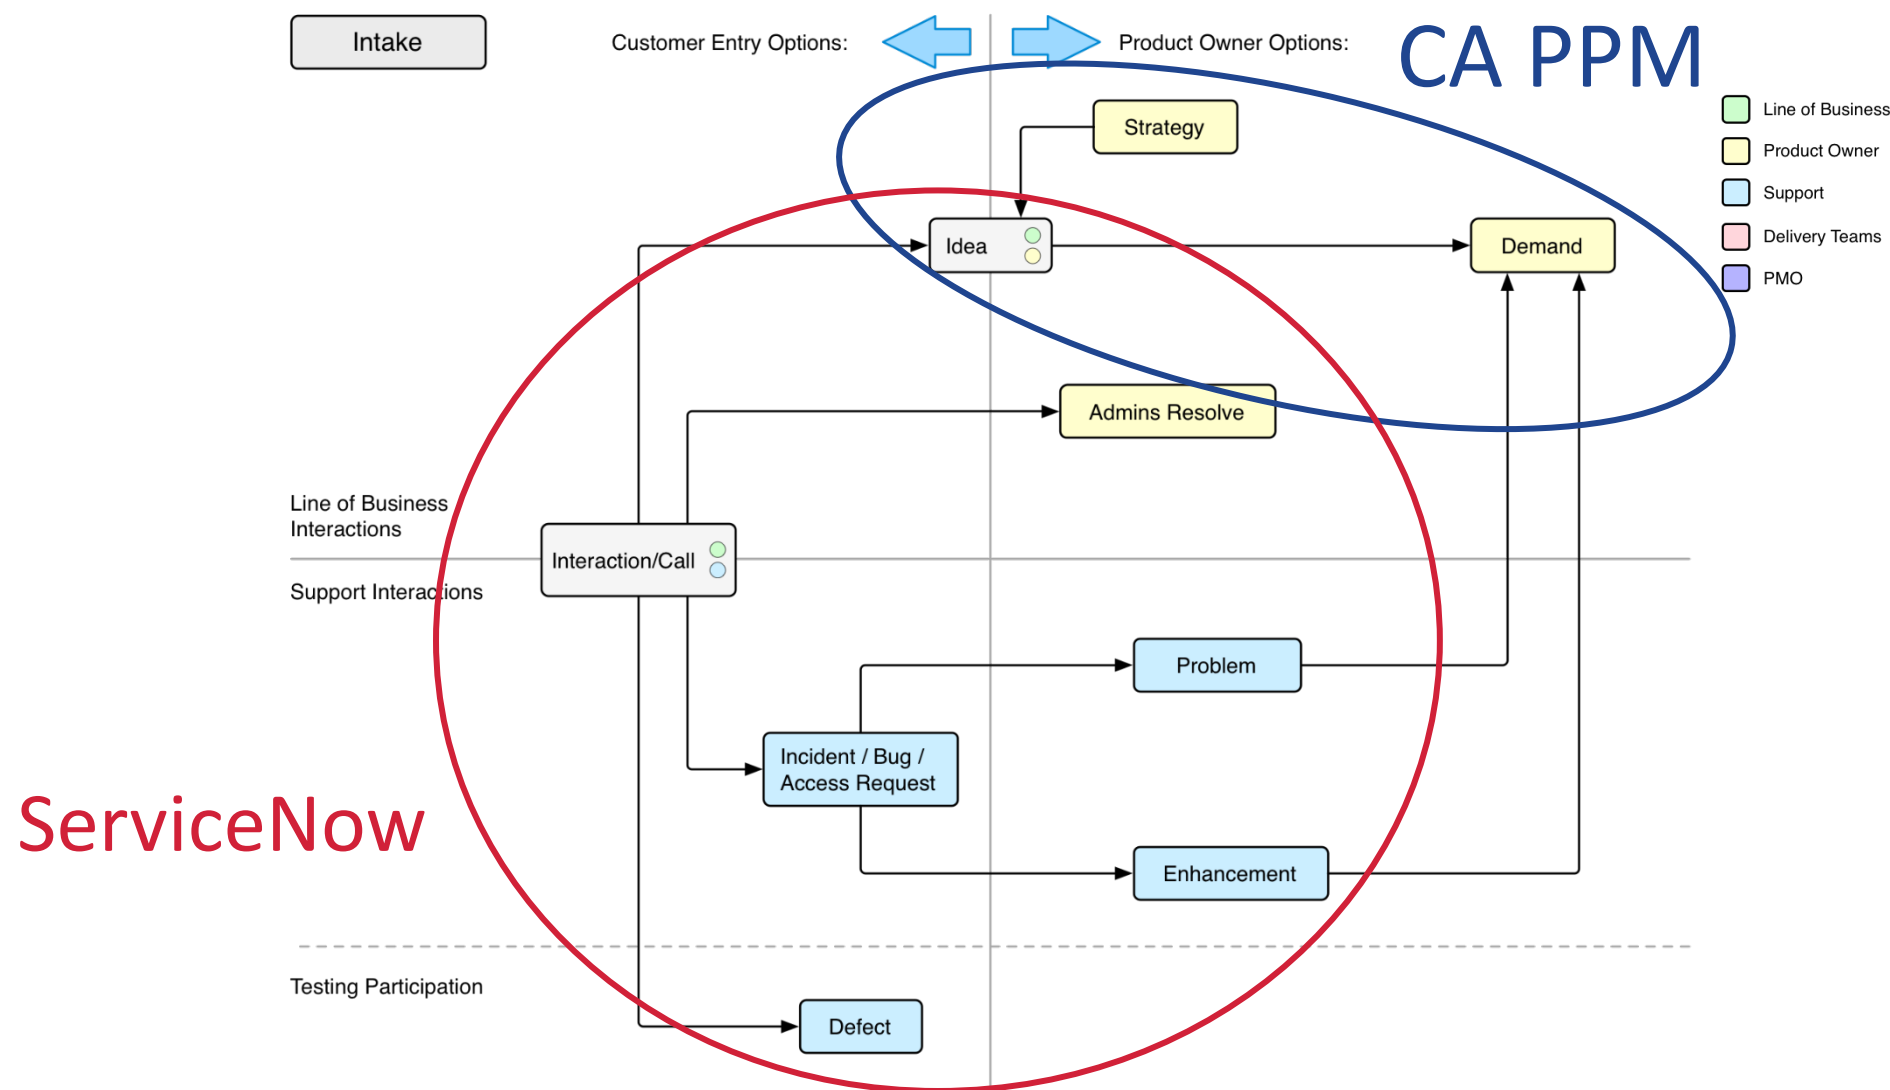 Intake
Customer Entry Options:
Product Owner Options:
CA PPM
Strategy
Line of Business
Product Owner
Support
Delivery Teams
PMO
Idea
Demand
Admins Resolve
Line of Business
Interactions
Interaction/Call
Support Interactions
Problem
Incident / Bug /
Access Request
ServiceNow
Enhancement
Testing Participation
Defect